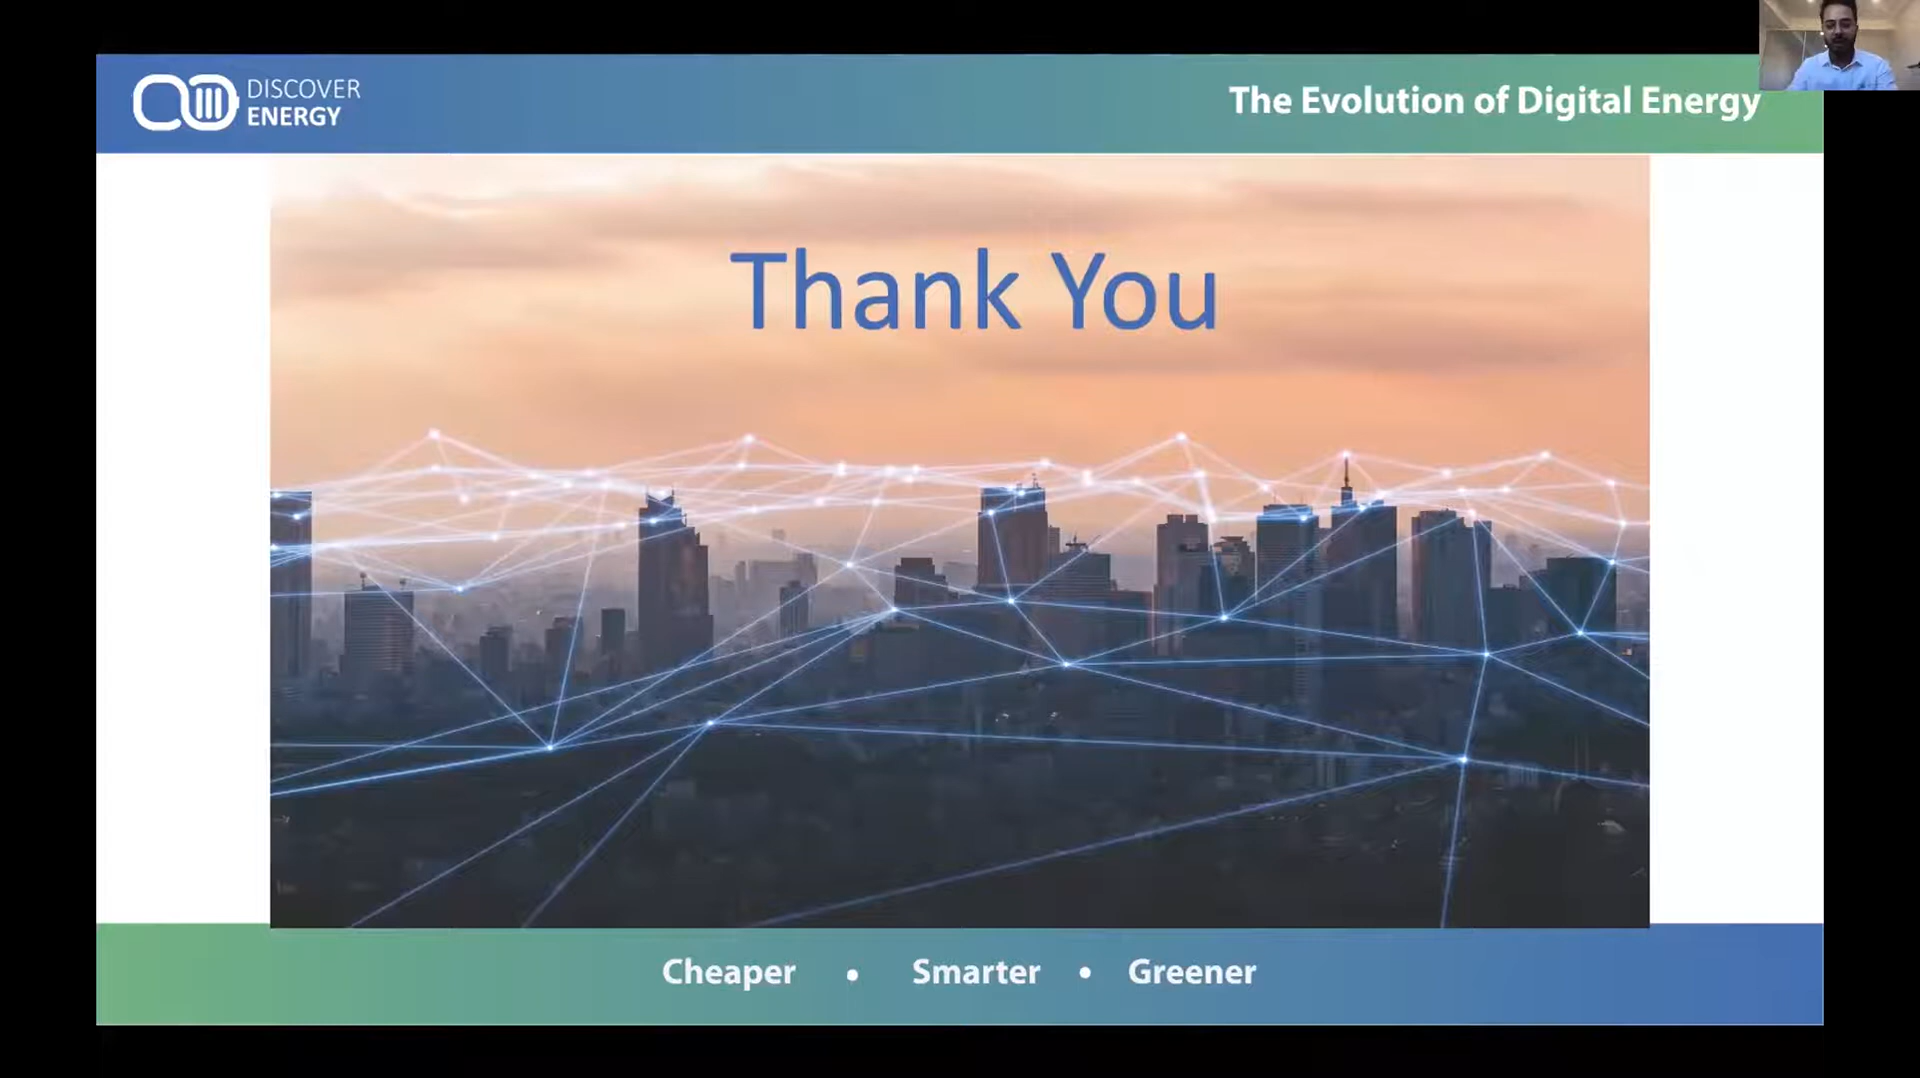 DISCOVER
ENERGY
The Evolution of Digital Energy
Thank You
Cheaper • Smarter • Greener